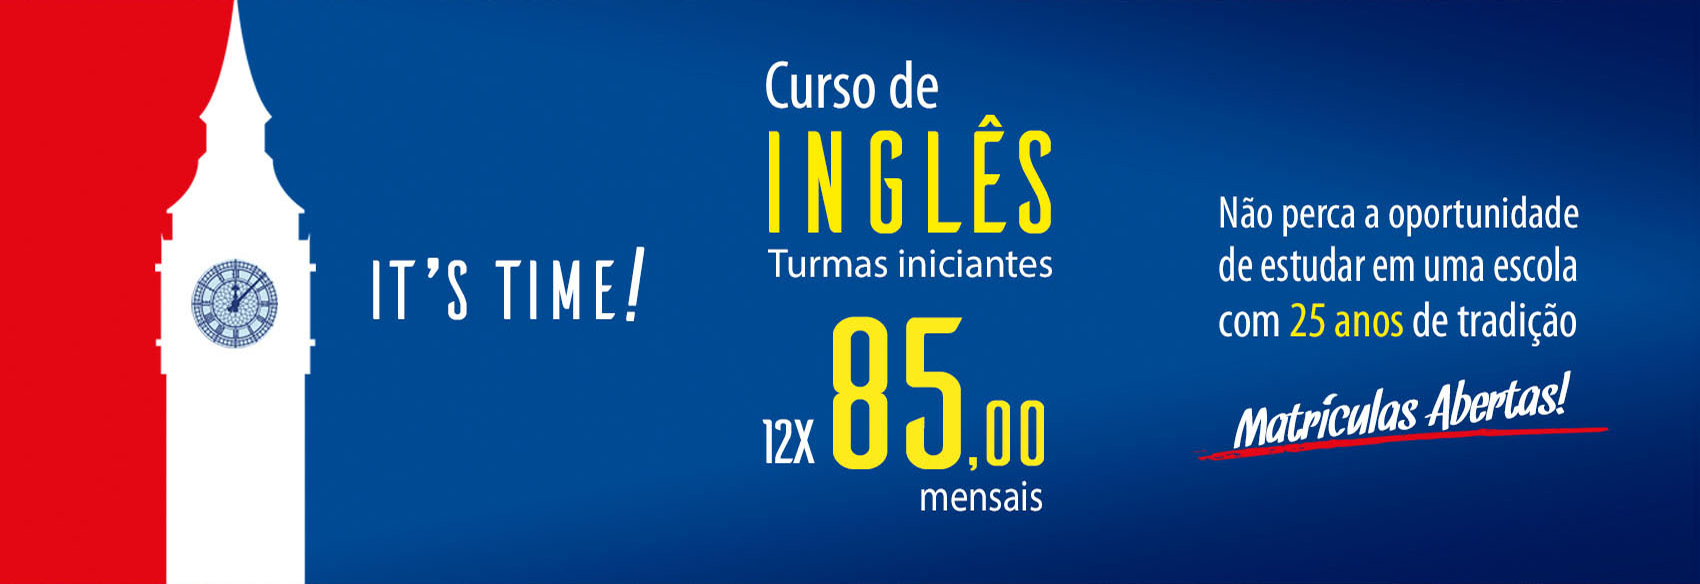 IT'S TIME!
Curso de
INGLÊS
Turmas iniciantes
12X 85,00
mensais
Não perca a oportunidade
de estudar em uma escola
com 25 anos de tradição
Matrículas Abertas!